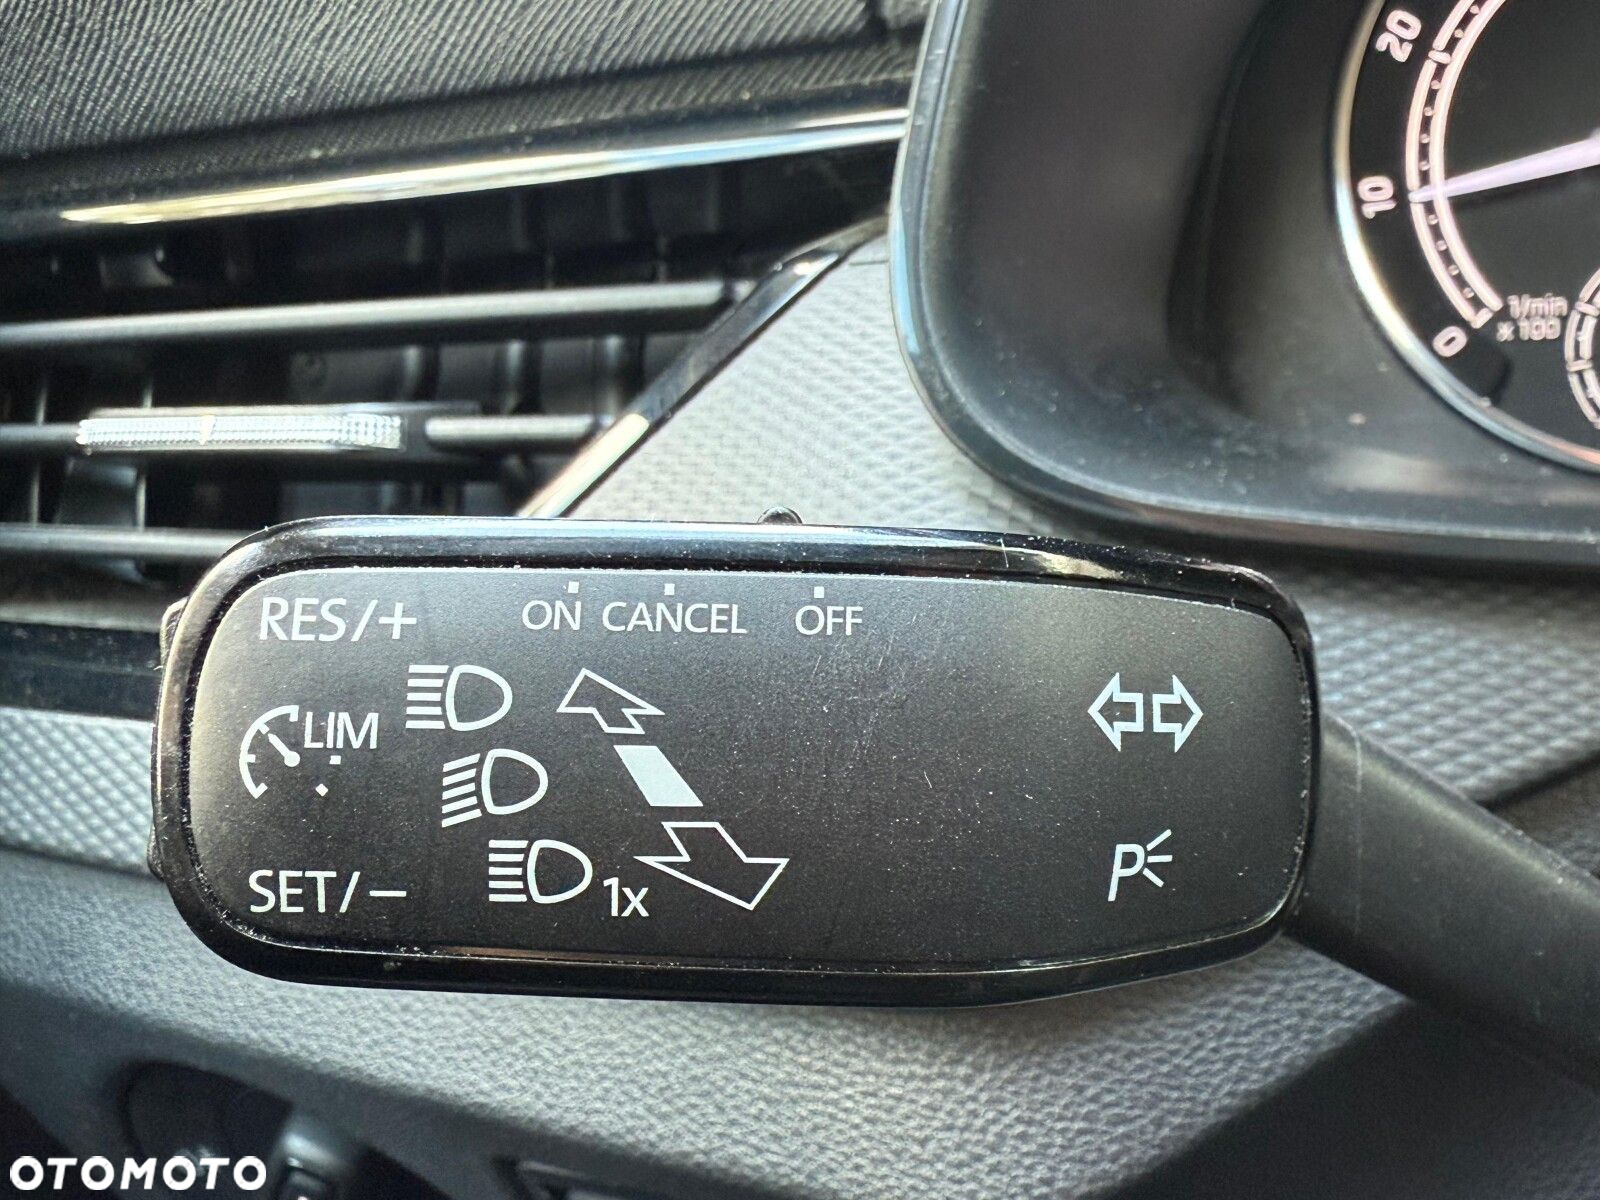 20
10
1/min
x 100
0
RES/+
ON CANCEL OFF
LIM
SET/−
1x
P
OTOMOTO